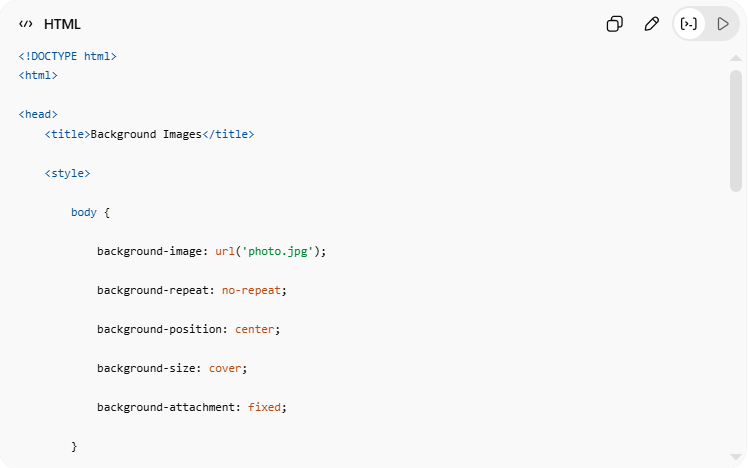 HTML
<!DOCTYPE html>
<html>
<head>
    <title>Background Images</title>
    <style>
        body {
            background-image: url('photo.jpg');
            background-repeat: no-repeat;
            background-position: center;
            background-size: cover;
            background-attachment: fixed;
        }